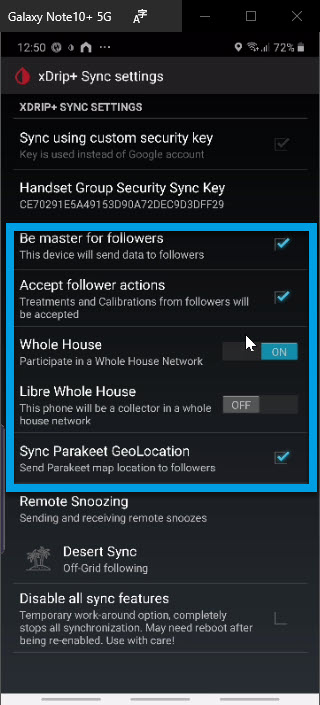 Galaxy Note10+ 5G
A字
12:50
72%
xDrip+ Sync settings
XDRIP+ SYNC SETTINGS
Sync using custom security key
Key is used instead of Google account
Handset Group Security Sync Key
CE70291E5A49153D90A72DEC9D3DFF29
Be master for followers
This device will send data to followers
Accept follower actions
Treatments and Calibrations from followers will
be accepted
Whole House
Participate in a Whole House Network
ON
Libre Whole House
This phone will be a collector in a whole
house network
OFF
Sync Parakeet GeoLocation
Send Parakeet map location to followers
Remote Snoozing
Sending and receiving remote snoozes
Desert Sync
Off-Grid following
Disable all sync features
Temporary work-around option, completely
stops all synchronization. May need reboot after
being re-enabled. Use with care!